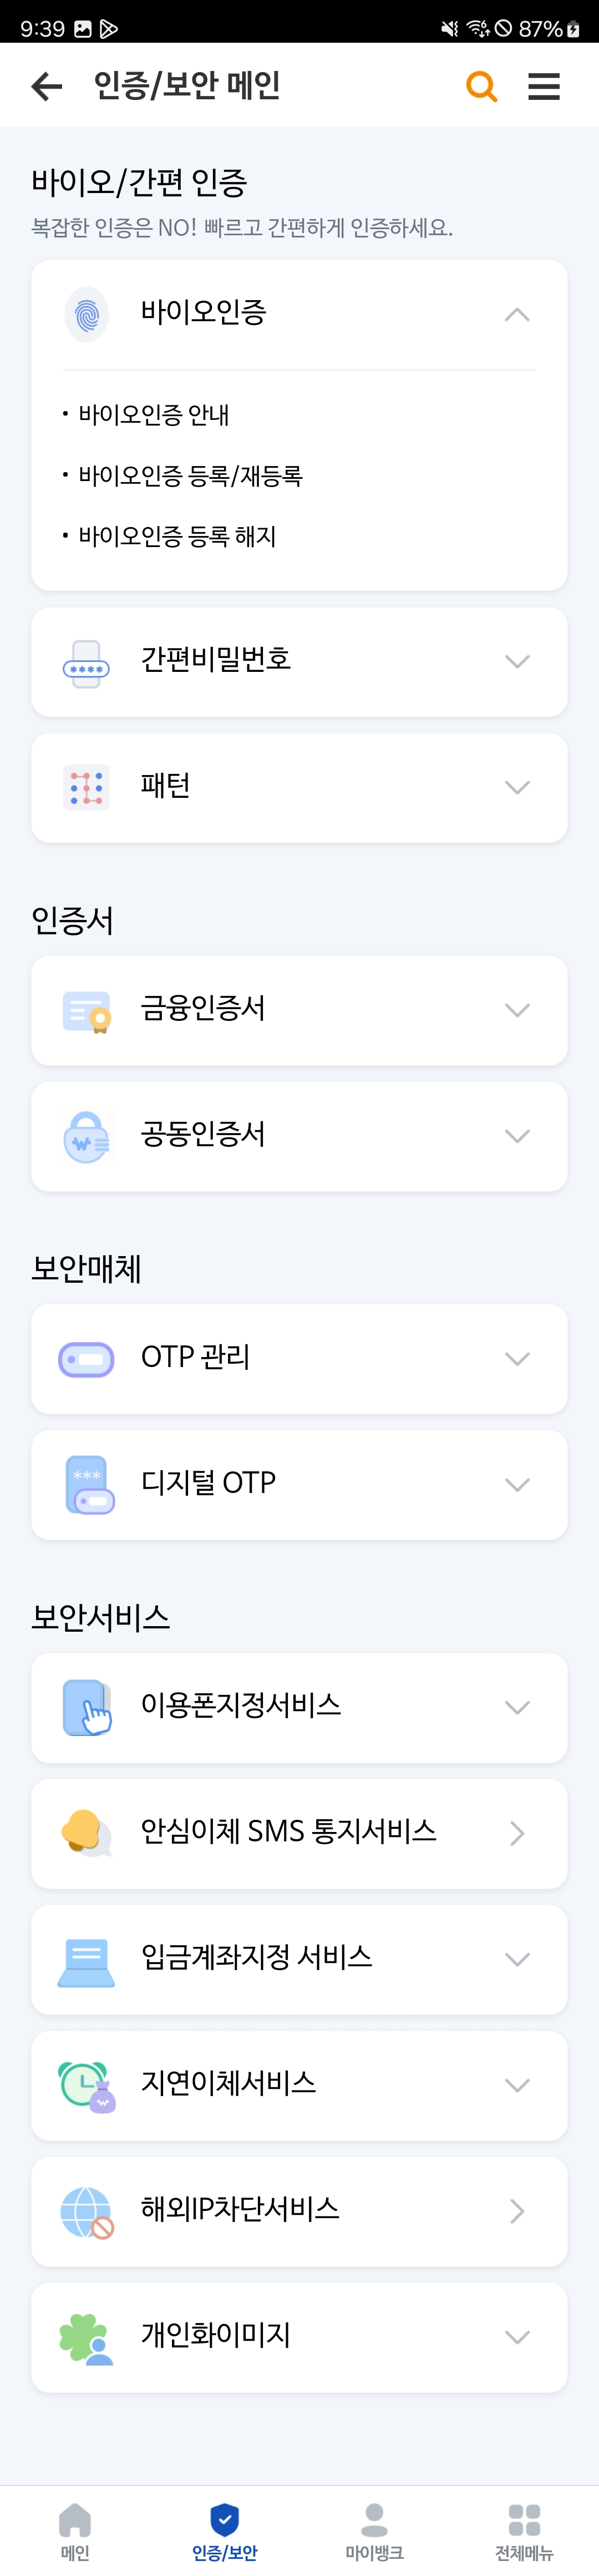 9:39
87%
인증/보안 메인
바이오/간편 인증
복잡한 인증은 NO! 빠르고 간편하게 인증하세요.
바이오인증
• 바이오인증 안내
• 바이오인증 등록/재등록
• 바이오인증 등록 해지
****
간편비밀번호
패턴
인증서
금융인증서
₩
공동인증서
보안매체
OTP 관리
***
디지털 OTP
보안서비스
이용폰지정서비스
안심이체 SMS 통지서비스
입금계좌지정 서비스
지연이체서비스
₩
해외IP차단서비스
개인화이미지
메인
인증/보안
마이뱅크
전체메뉴